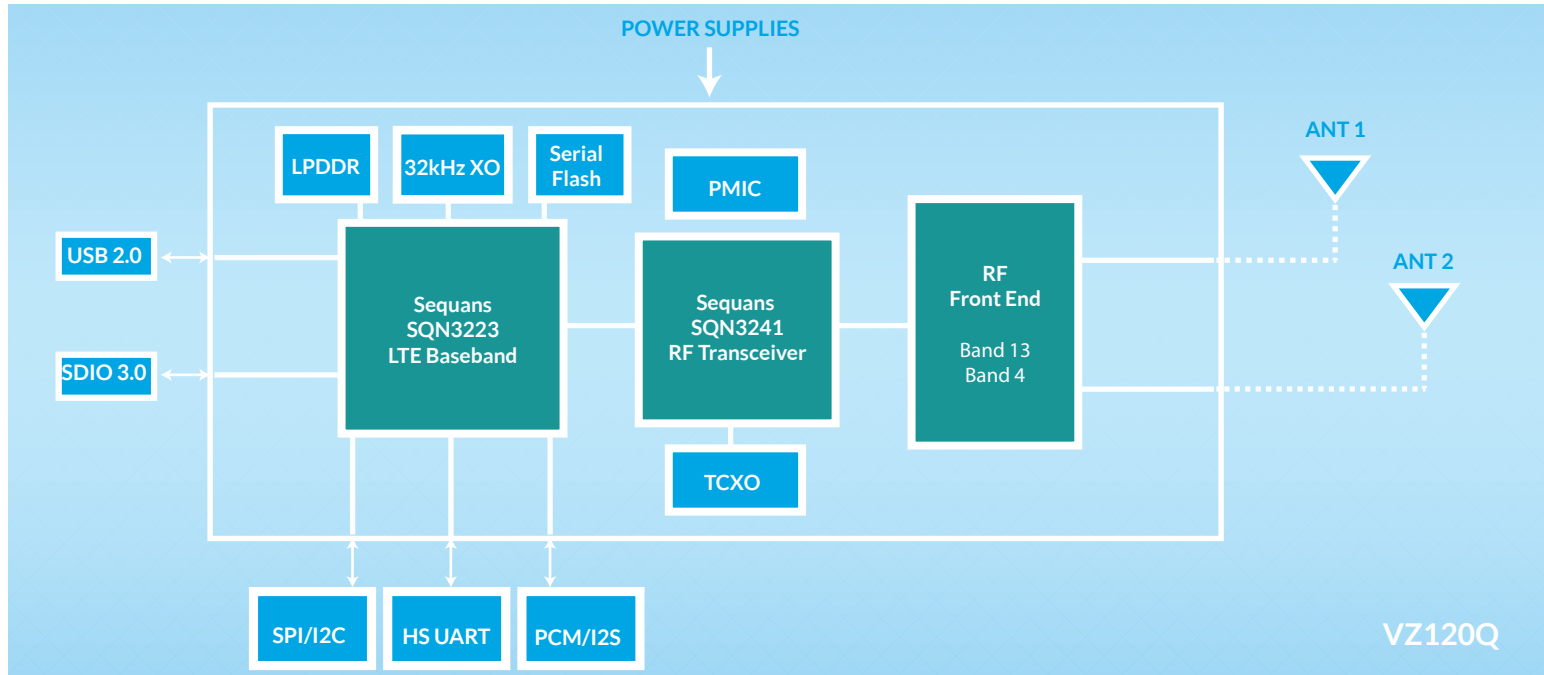 POWER SUPPLIES
ANT 1
LPDDR
32kHz XO
Serial
Flash
PMIC
USB 2.0
ANT 2
RF
Front End
Band 13
Band 4
Sequans
SQN3223
LTE Baseband
Sequans
SQN3241
RF Transceiver
SDIO 3.0
TCXO
SPI/I2C
HS UART
PCM/I2S
VZ120Q